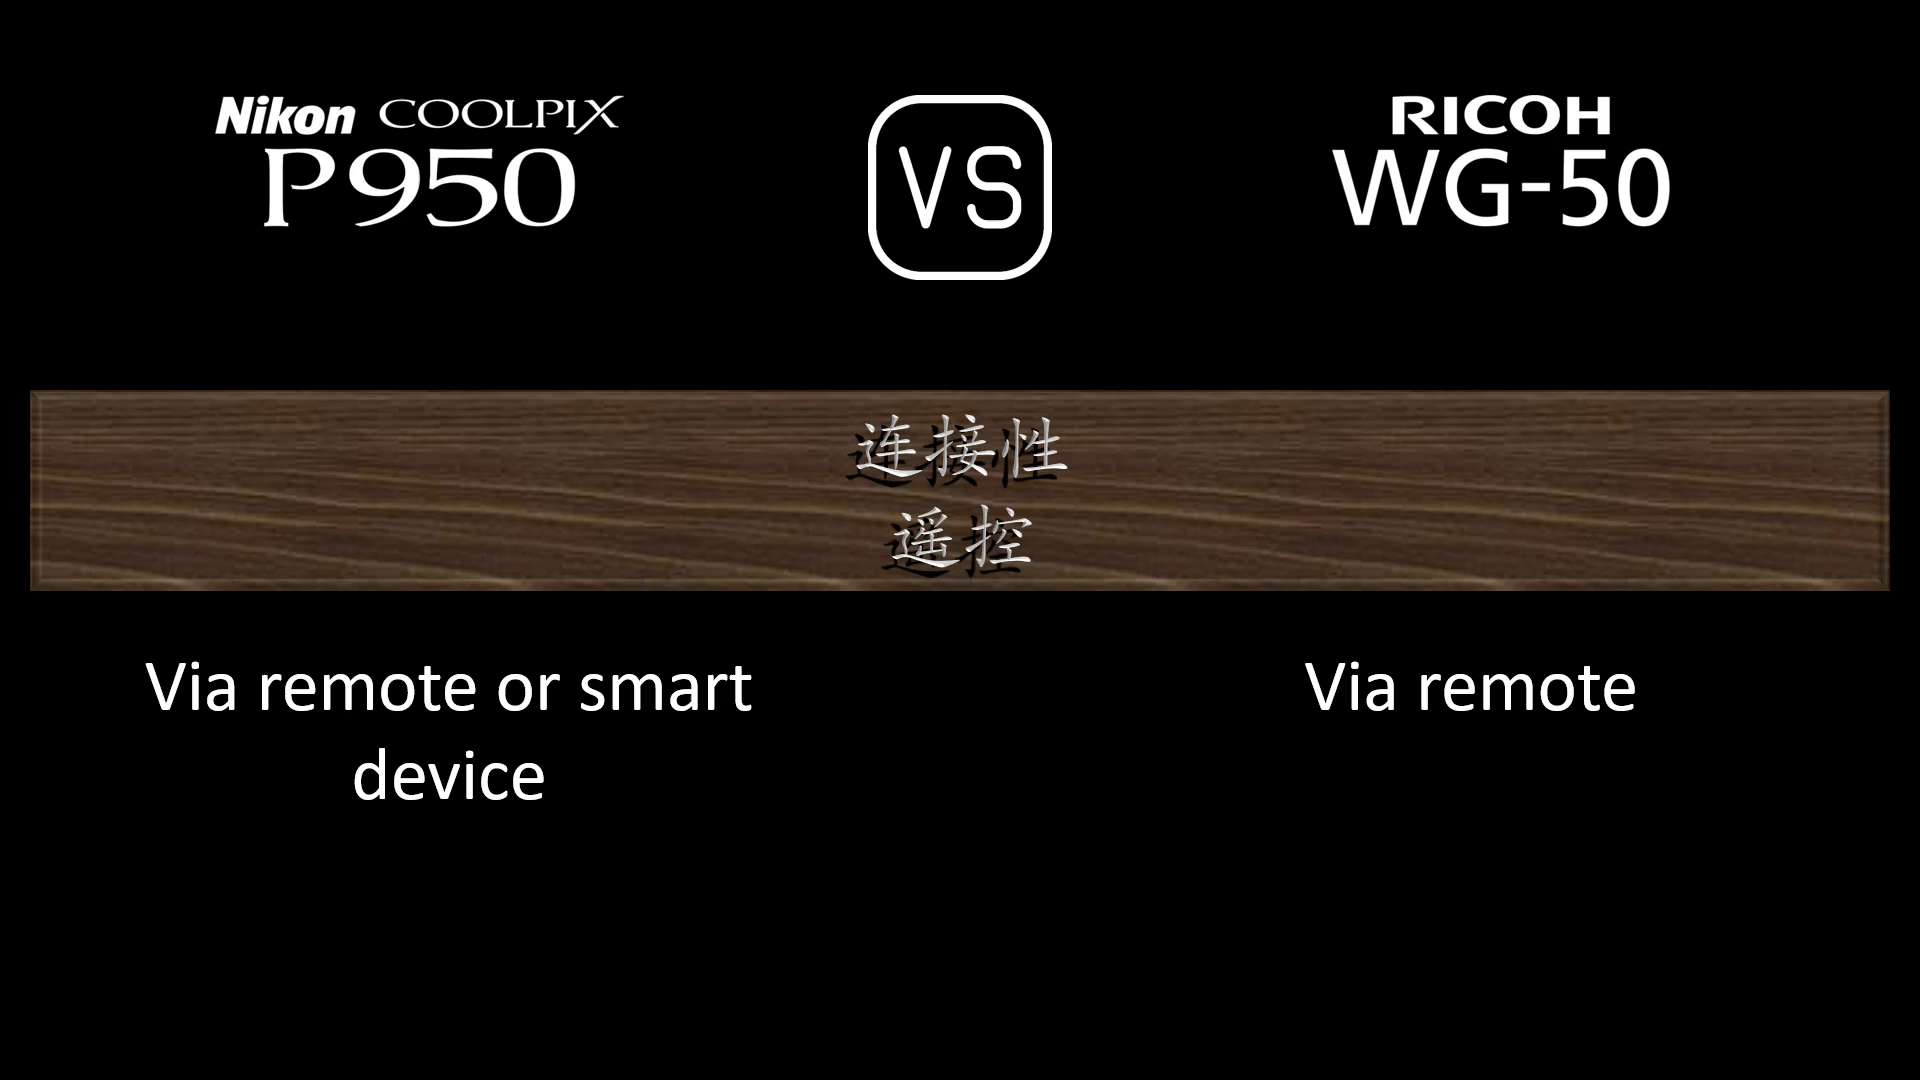 Nikon COOLPIX
P950
VS
RICOH
WG-50
连接性
遥控
Via remote or smart
device
Via remote